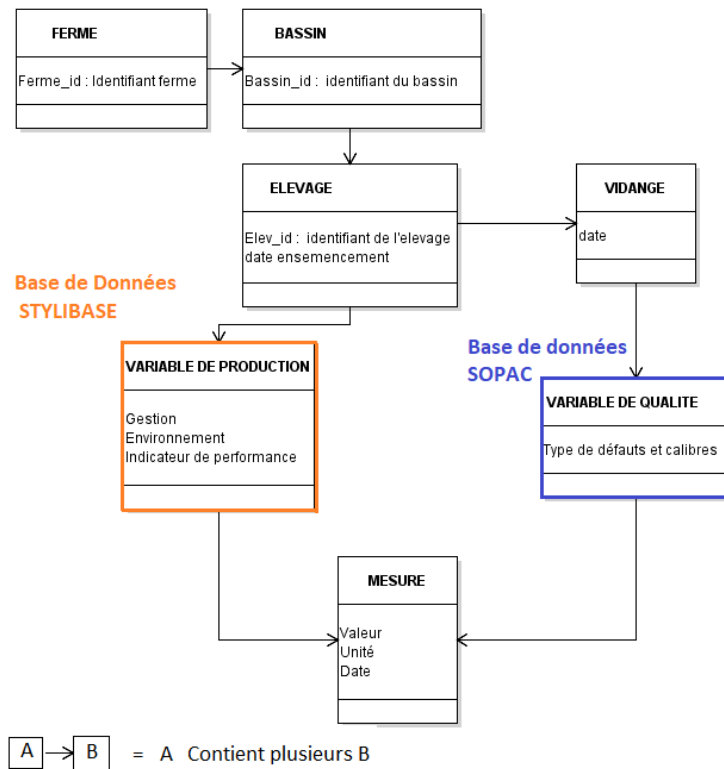 FERME
Ferme_id : Identifiant ferme
BASSIN
Bassin_id : identifiant du bassin
ELEVAGE
Elev_id : identifiant de l'elevage
date ensemencement
VIDANGE
date
Base de Données
STYLIBASE
VARIABLE DE PRODUCTION
Gestion
Environnement
Indicateur de performance
Base de données
SOPAC
VARIABLE DE QUALITE
Type de défauts et calibres
MESURE
Valeur
Unité
Date
A B = A Contient plusieurs B